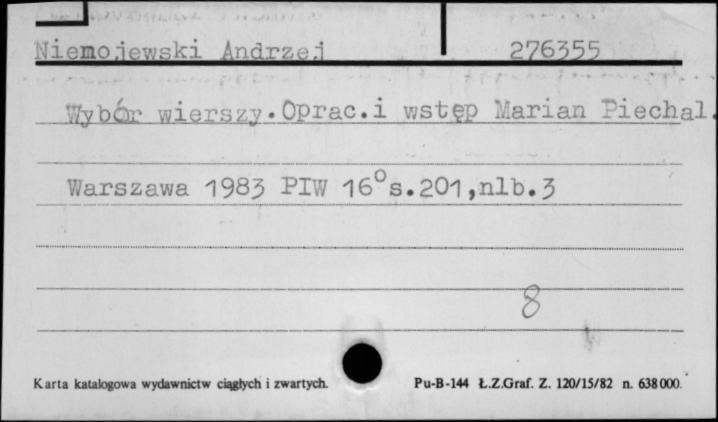 Niemojewski Andrzej 276355
Wybór wierszy.Oprac.i wstęp Marian Piechal.
Warszawa 1983 PIW 16° s.201,nlb.3
8
Karta katalogowa wydawnictw ciągłych i zwartych. Pu-B-144 Ł.Z.Graf. Z. 120/15/82 n. 638000.